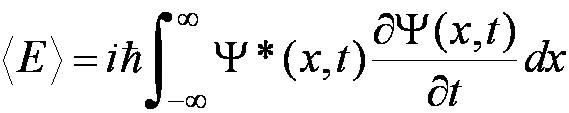 ⟨E⟩ = iℏ∫_{-∞}^{∞} Ψ*(x,t) ∂Ψ(x,t)/∂t dx